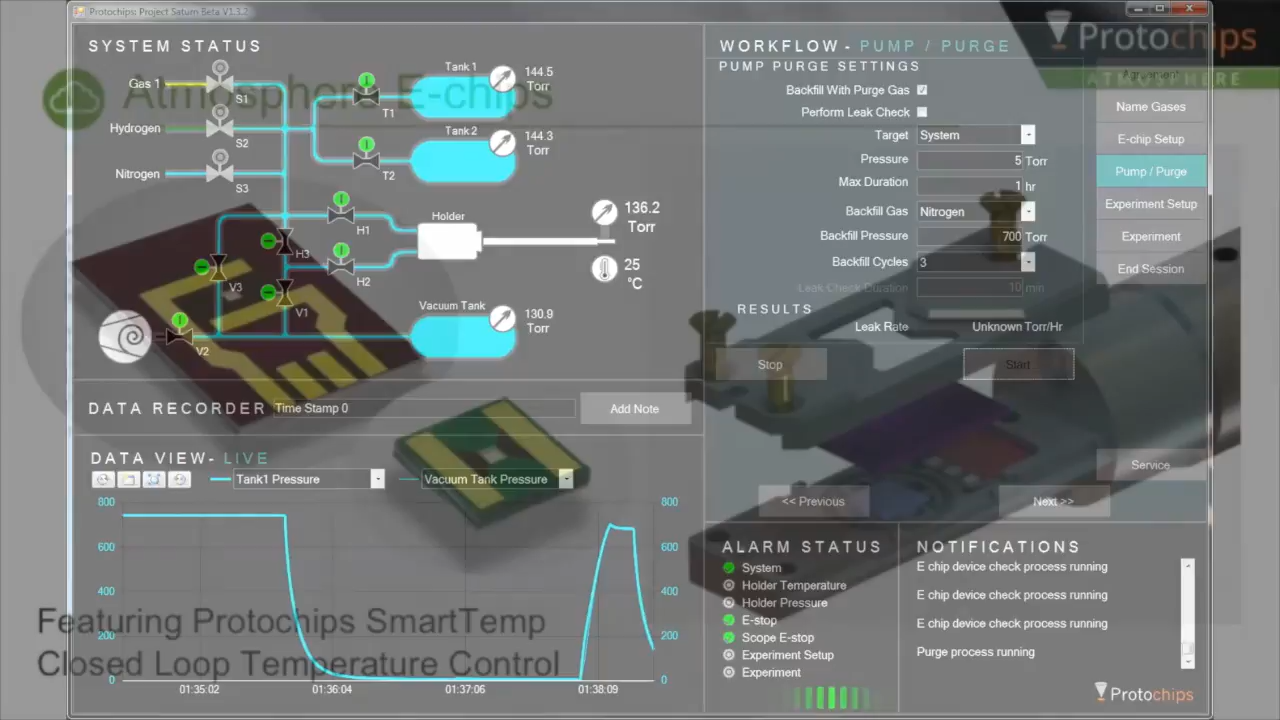 Protochips: Project Saturn Beta V1.3.2
SYSTEM STATUS
Gas 1
S1
Hydrogen
S2
Nitrogen
S3
Tank 1
144.5
Torr
T1
Tank 2
144.3
Torr
T2
H1
Holder
136.2
Torr
H3
H2
25
°C
V3
V1
V2
Vacuum Tank
130.9
Torr
Atmosphere E-chips
WORKFLOW- PUMP / PURGE
PUMP PURGE SETTINGS
Backfill With Purge Gas
Perform Leak Check
Target System
Pressure 5 Torr
Max Duration 1 hr
Backfill Gas Nitrogen
Backfill Pressure 700 Torr
Backfill Cycles 3
Leak Check Duration 10 min
RESULTS
Leak Rate Unknown Torr/Hr
Stop Start
<< Previous Next >>
Protochips
ATMOSPHERE
Agreement
Name Gases
E-chip Setup
Pump / Purge
Experiment Setup
Experiment
End Session
Service
DATA RECORDER Time Stamp 0 Add Note
DATA VIEW- LIVE
Tank1 Pressure Vacuum Tank Pressure
800 800
600 600
400 400
200 200
0 0
01:35:02 01:36:04 01:37:06 01:38:09
Featuring Protochips SmartTemp
Closed Loop Temperature Control
ALARM STATUS
System
Holder Temperature
Holder Pressure
E-stop
Scope E-stop
Experiment Setup
Experiment
NOTIFICATIONS
E chip device check process running
E chip device check process running
E chip device check process running
Purge process running
Protochips